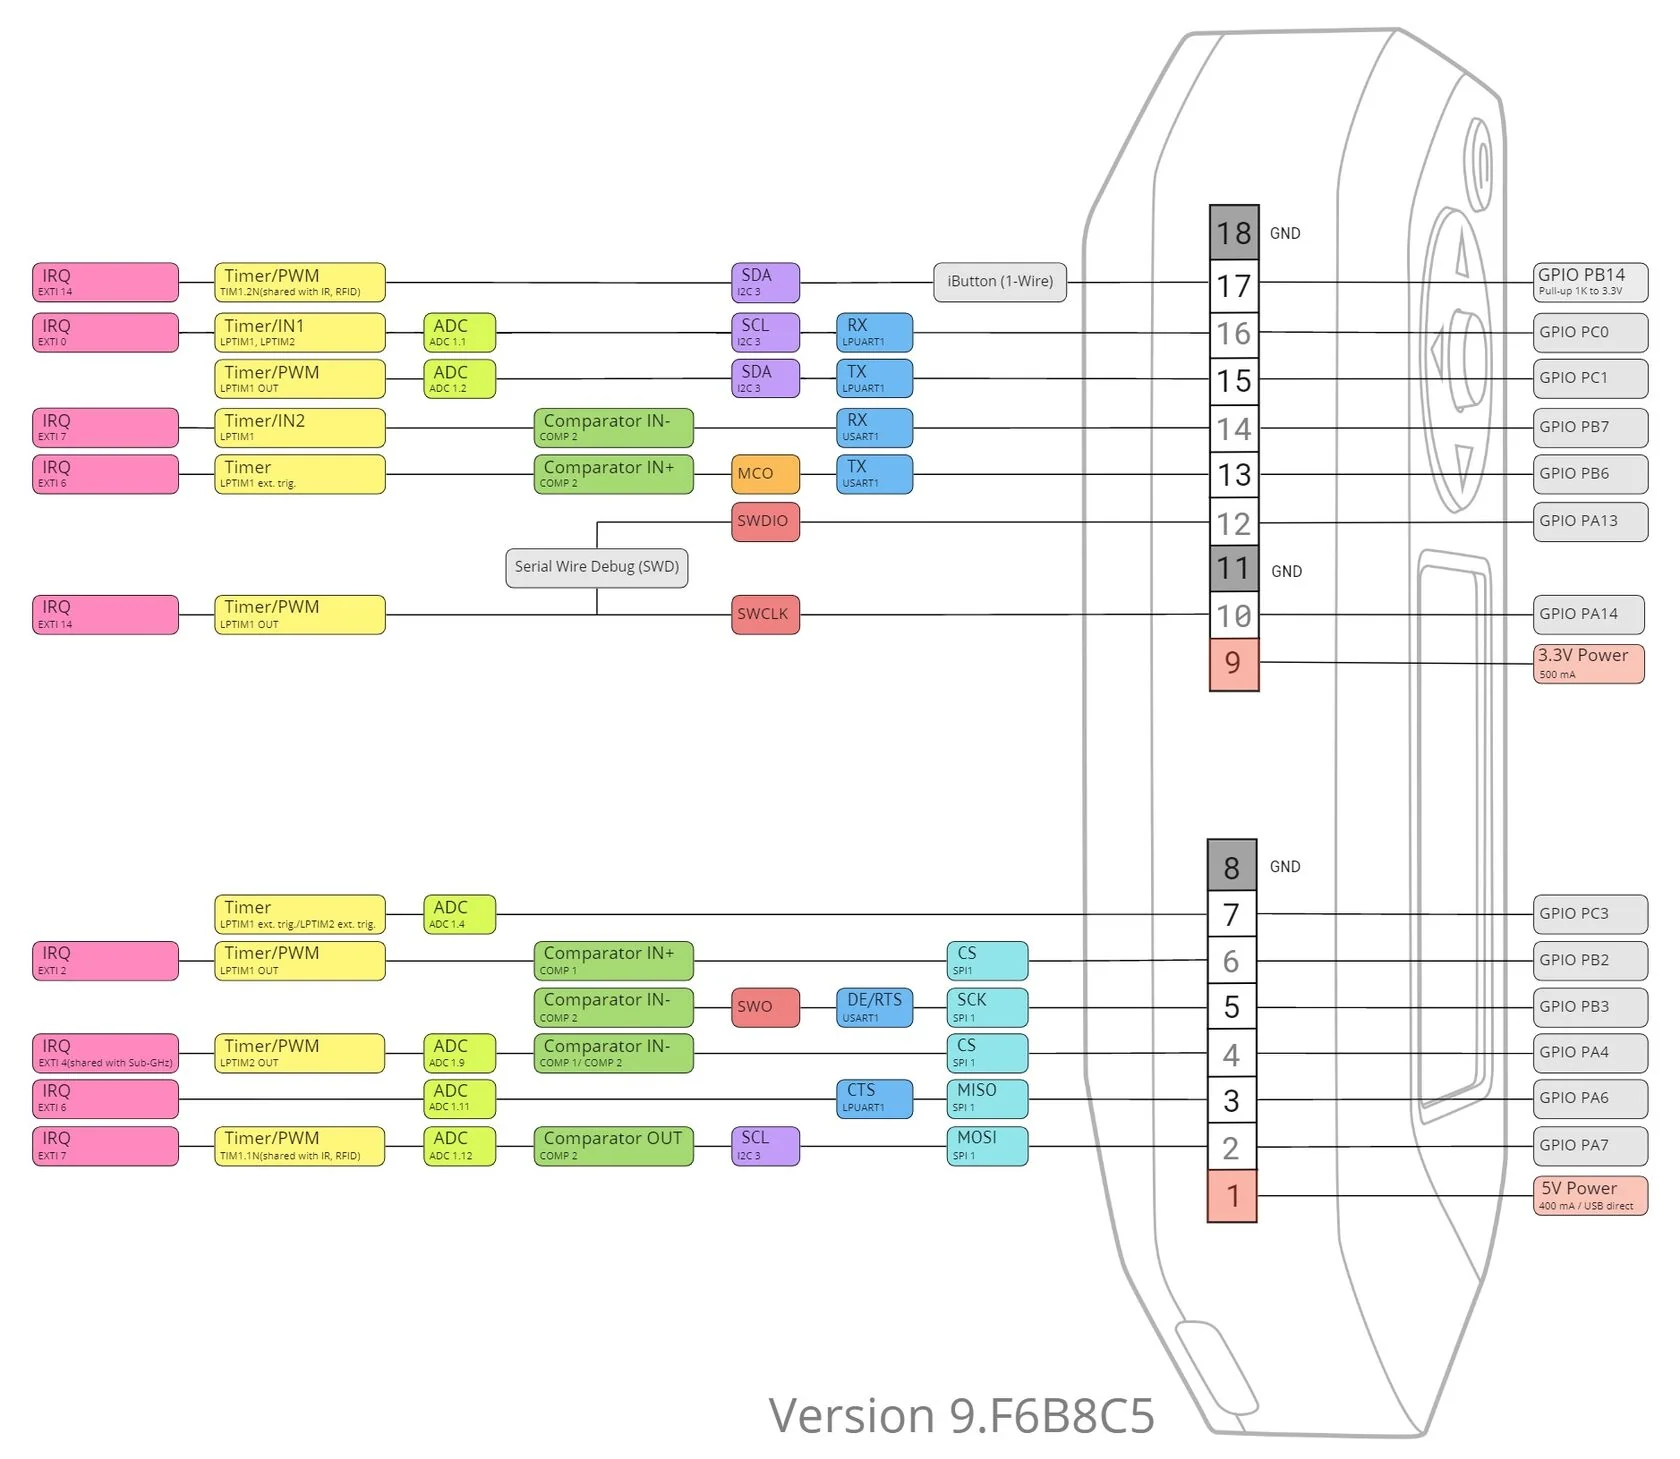 18 GND
IRQ Timer/PWM SDA iButton (1-Wire) 17 GPIO PB14
EXTI 14 TIM1.2N(shared with IR, RFID) I2C 3 Pull-up 1K to 3.3V
IRQ Timer/IN1 ADC SCL RX 16 GPIO PC0
EXTI 0 LPTIM1, LPTIM2 ADC 1.1 I2C 3 LPUART1
Timer/PWM ADC SDA TX 15 GPIO PC1
LPTIM1 OUT ADC 1.2 I2C 3 LPUART1
IRQ Timer/IN2 Comparator IN- RX 14 GPIO PB7
EXTI 7 LPTIM1 COMP 2 USART1
IRQ Timer Comparator IN+ MCO TX 13 GPIO PB6
EXTI 6 LPTIM1 ext. trig. COMP 2 USART1
SWDIO 12 GPIO PA13
Serial Wire Debug (SWD) 11 GND
IRQ Timer/PWM SWCLK 10 GPIO PA14
EXTI 14 LPTIM1 OUT
9 3.3V Power
500 mA
8 GND
Timer ADC 7 GPIO PC3
LPTIM1 ext. trig./LPTIM2 ext. trig. ADC 1.4
IRQ Timer/PWM Comparator IN+ CS 6 GPIO PB2
EXTI 2 LPTIM1 OUT COMP 1 SPI1
Comparator IN- SWO DE/RTS SCK 5 GPIO PB3
COMP 2 USART1 SPI 1
IRQ Timer/PWM ADC Comparator IN- CS 4 GPIO PA4
EXTI 4(shared with Sub-GHz) LPTIM2 OUT ADC 1.9 COMP 1/ COMP 2 SPI 1
IRQ ADC CTS MISO 3 GPIO PA6
EXTI 6 ADC 1.11 LPUART1 SPI 1
IRQ Timer/PWM ADC Comparator OUT SCL MOSI 2 GPIO PA7
EXTI 7 TIM1.1N(shared with IR, RFID) ADC 1.12 COMP 2 I2C 3 SPI 1
1 5V Power
400 mA / USB direct
Version 9.F6B8C5